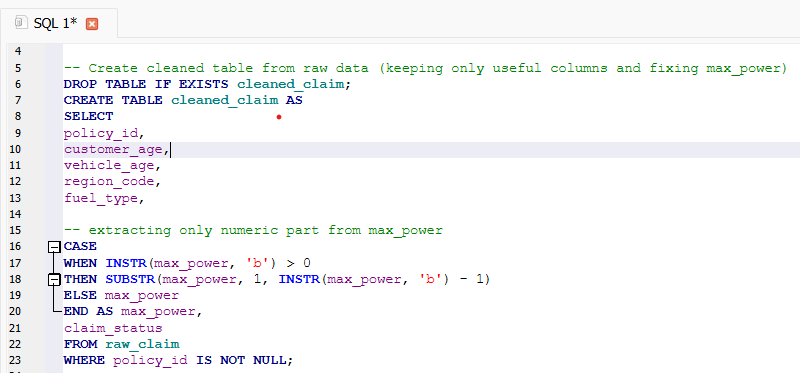 SQL 1*
4
5 -- Create cleaned table from raw data (keeping only useful columns and fixing max_power)
6 DROP TABLE IF EXISTS cleaned_claim;
7 CREATE TABLE cleaned_claim AS
8 SELECT
9 policy_id,
10 customer_age,
11 vehicle_age,
12 region_code,
13 fuel_type,
14
15 -- extracting only numeric part from max_power
16 CASE
17 WHEN INSTR(max_power, 'b') > 0
18 THEN SUBSTR(max_power, 1, INSTR(max_power, 'b') - 1)
19 ELSE max_power
20 END AS max_power,
21 claim_status
22 FROM raw_claim
23 WHERE policy_id IS NOT NULL;